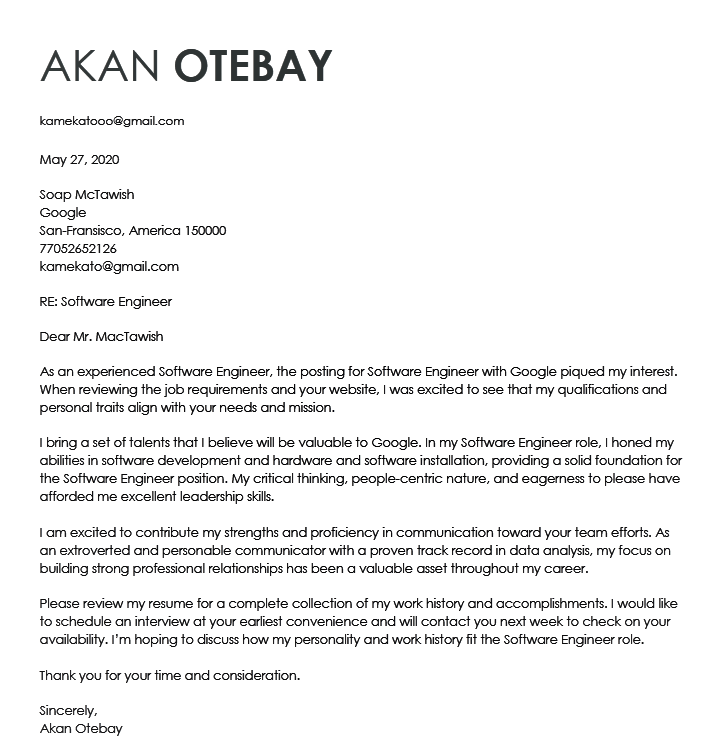 AKAN OTEBAY
kamekatooo@gmail.com
May 27, 2020
Soap McTawish
Google
San-Fransisco, America 150000
77052652126
kamekato@gmail.com
RE: Software Engineer
Dear Mr. MacTawish
As an experienced Software Engineer, the posting for Software Engineer with Google piqued my interest.
When reviewing the job requirements and your website, I was excited to see that my qualifications and
personal traits align with your needs and mission.
I bring a set of talents that I believe will be valuable to Google. In my Software Engineer role, I honed my
abilities in software development and hardware and software installation, providing a solid foundation for
the Software Engineer position. My critical thinking, people-centric nature, and eagerness to please have
afforded me excellent leadership skills.
I am excited to contribute my strengths and proficiency in communication toward your team efforts. As
an extroverted and personable communicator with a proven track record in data analysis, my focus on
building strong professional relationships has been a valuable asset throughout my career.
Please review my resume for a complete collection of my work history and accomplishments. I would like
to schedule an interview at your earliest convenience and will contact you next week to check on your
availability. I'm hoping to discuss how my personality and work history fit the Software Engineer role.
Thank you for your time and consideration.
Sincerely,
Akan Otebay